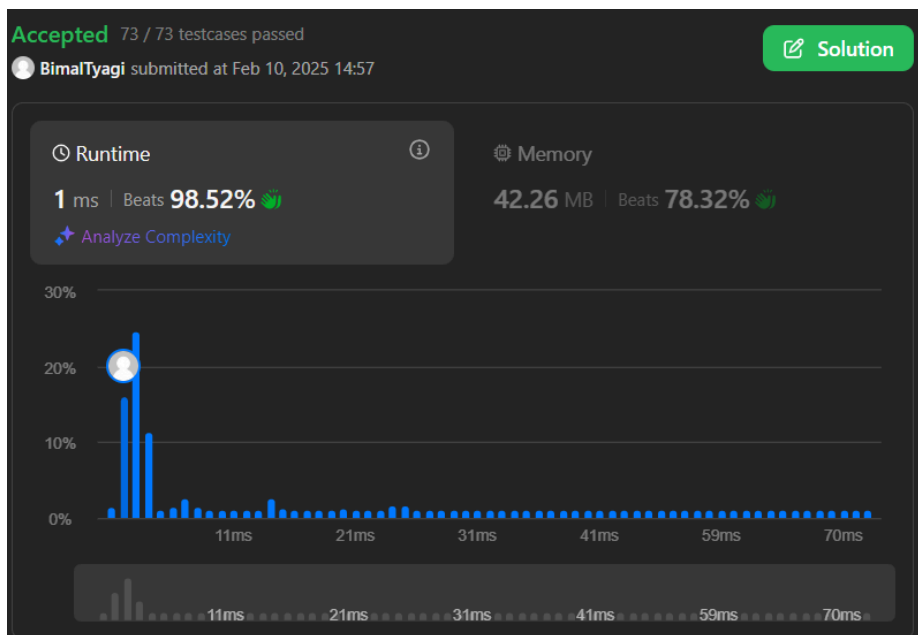 Accepted 73 / 73 testcases passed
Solution
BimalTyagi submitted at Feb 10, 2025 14:57
Runtime
Memory
1 ms | Beats 98.52%
42.26 MB | Beats 78.32%
Analyze Complexity
30%
20%
10%
0%
11ms 21ms 31ms 41ms 59ms 70ms
11ms 21ms 31ms 41ms 59ms 70ms